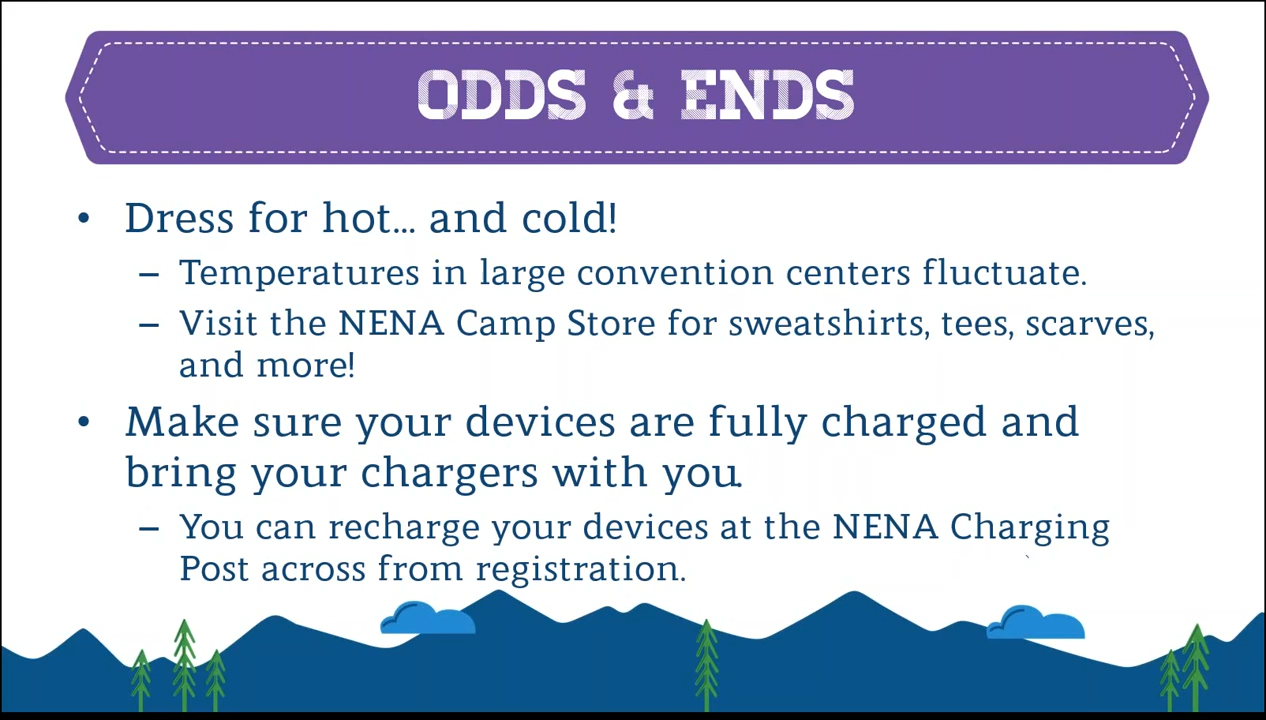 ODDS & ENDS
• Dress for hot... and cold!
– Temperatures in large convention centers fluctuate.
– Visit the NENA Camp Store for sweatshirts, tees, scarves,
and more!
• Make sure your devices are fully charged and
bring your chargers with you.
– You can recharge your devices at the NENA Charging
Post across from registration.